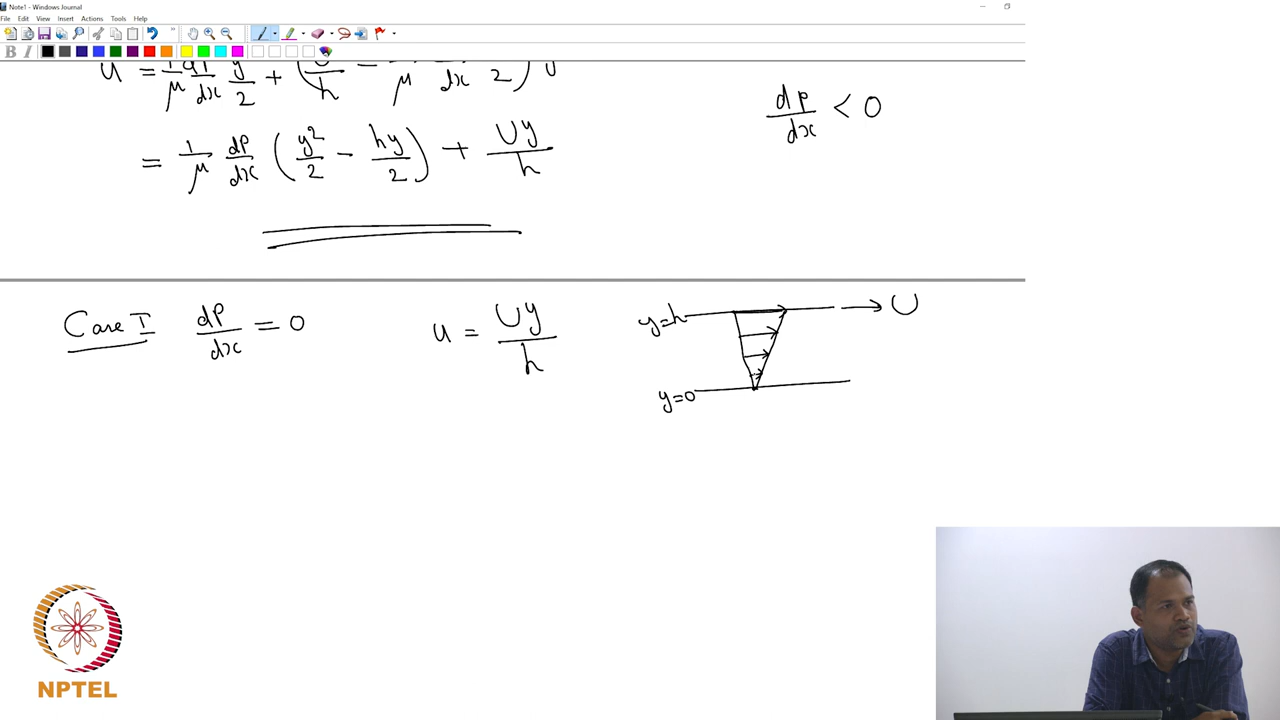 Note1 - Windows Journal
File Edit View Insert Actions Tools Help
= 1/μ dp/dx (y²/2 - hy/2) + Uy/h
dp/dx < 0
Case I dp/dx = 0 u = Uy/h
y=h U
y=0
NPTEL